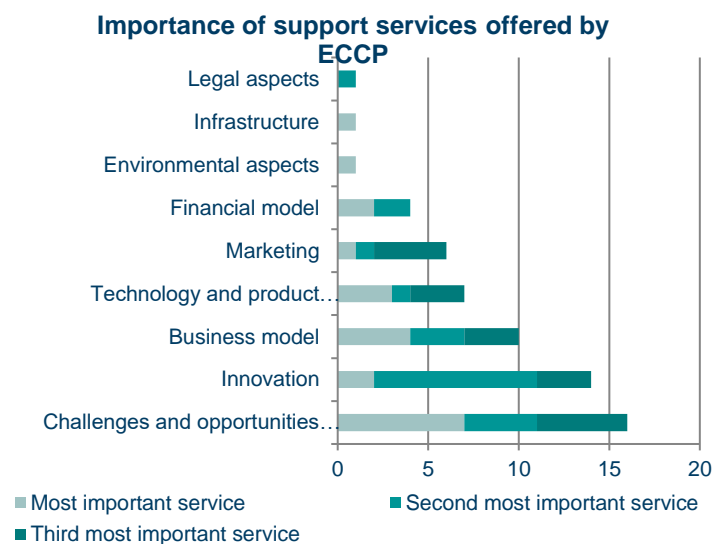 Importance of support services offered by
ECCP
Legal aspects
Infrastructure
Environmental aspects
Financial model
Marketing
Technology and product…
Business model
Innovation
Challenges and opportunities…
0 5 10 15 20
Most important service Second most important service
Third most important service